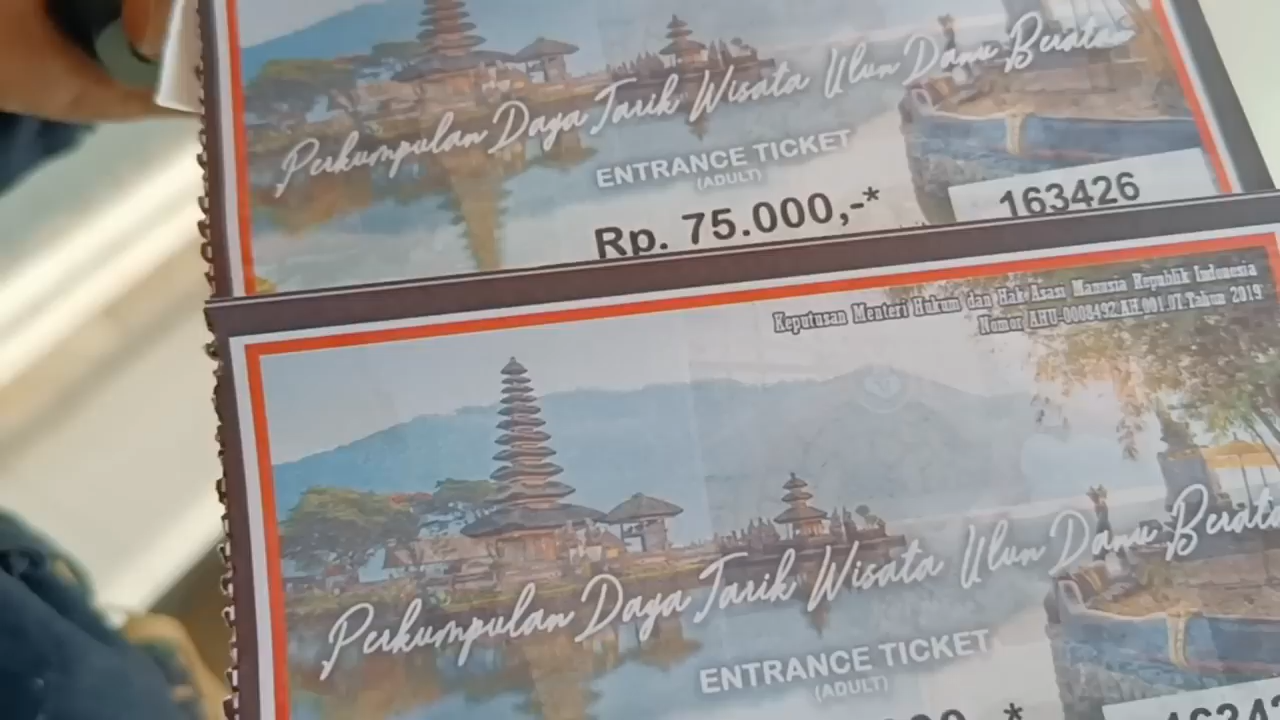 Perkumpulan Daya Tarik Wisata Ulun Danu Beratan
ENTRANCE TICKET
(ADULT)
Rp. 75.000,-*
163426
Keputusan Menteri Hukum dan Hak Asasi Manusia Republik Indonesia
Nomor AHU-0008492.AH.001.07.Tahun 2019
Perkumpulan Daya Tarik Wisata Ulun Danu Berata
ENTRANCE TICKET
(ADULT)